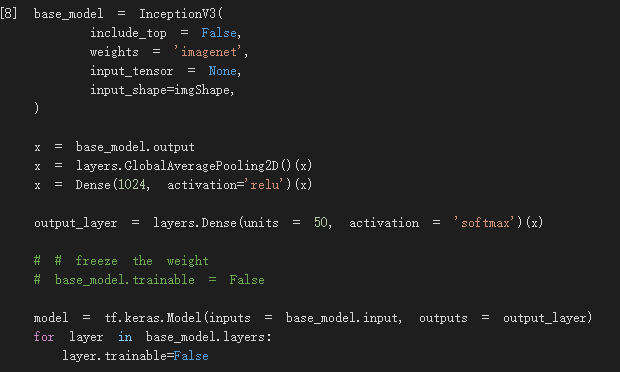 [8] base_model = InceptionV3(
        include_top = False,
        weights = 'imagenet',
        input_tensor = None,
        input_shape=imgShape,
)
x = base_model.output
x = layers.GlobalAveragePooling2D()(x)
x = Dense(1024, activation='relu')(x)
output_layer = layers.Dense(units = 50, activation = 'softmax')(x)
# # freeze the weight
# base_model.trainable = False
model = tf.keras.Model(inputs = base_model.input, outputs = output_layer)
for layer in base_model.layers:
    layer.trainable=False